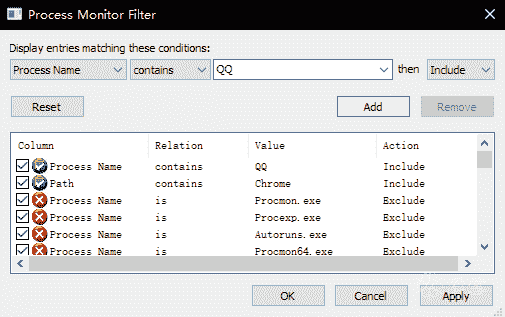 Process Monitor Filter
Display entries matching these conditions:
Process Name contains QQ then Include
Reset Add Remove
Column Relation Value Action
Process Name contains QQ Include
Path contains Chrome Include
Process Name is Procmon.exe Exclude
Process Name is Procexp.exe Exclude
Process Name is Autoruns.exe Exclude
Process Name is Procmon64.exe Exclude
OK Cancel Apply